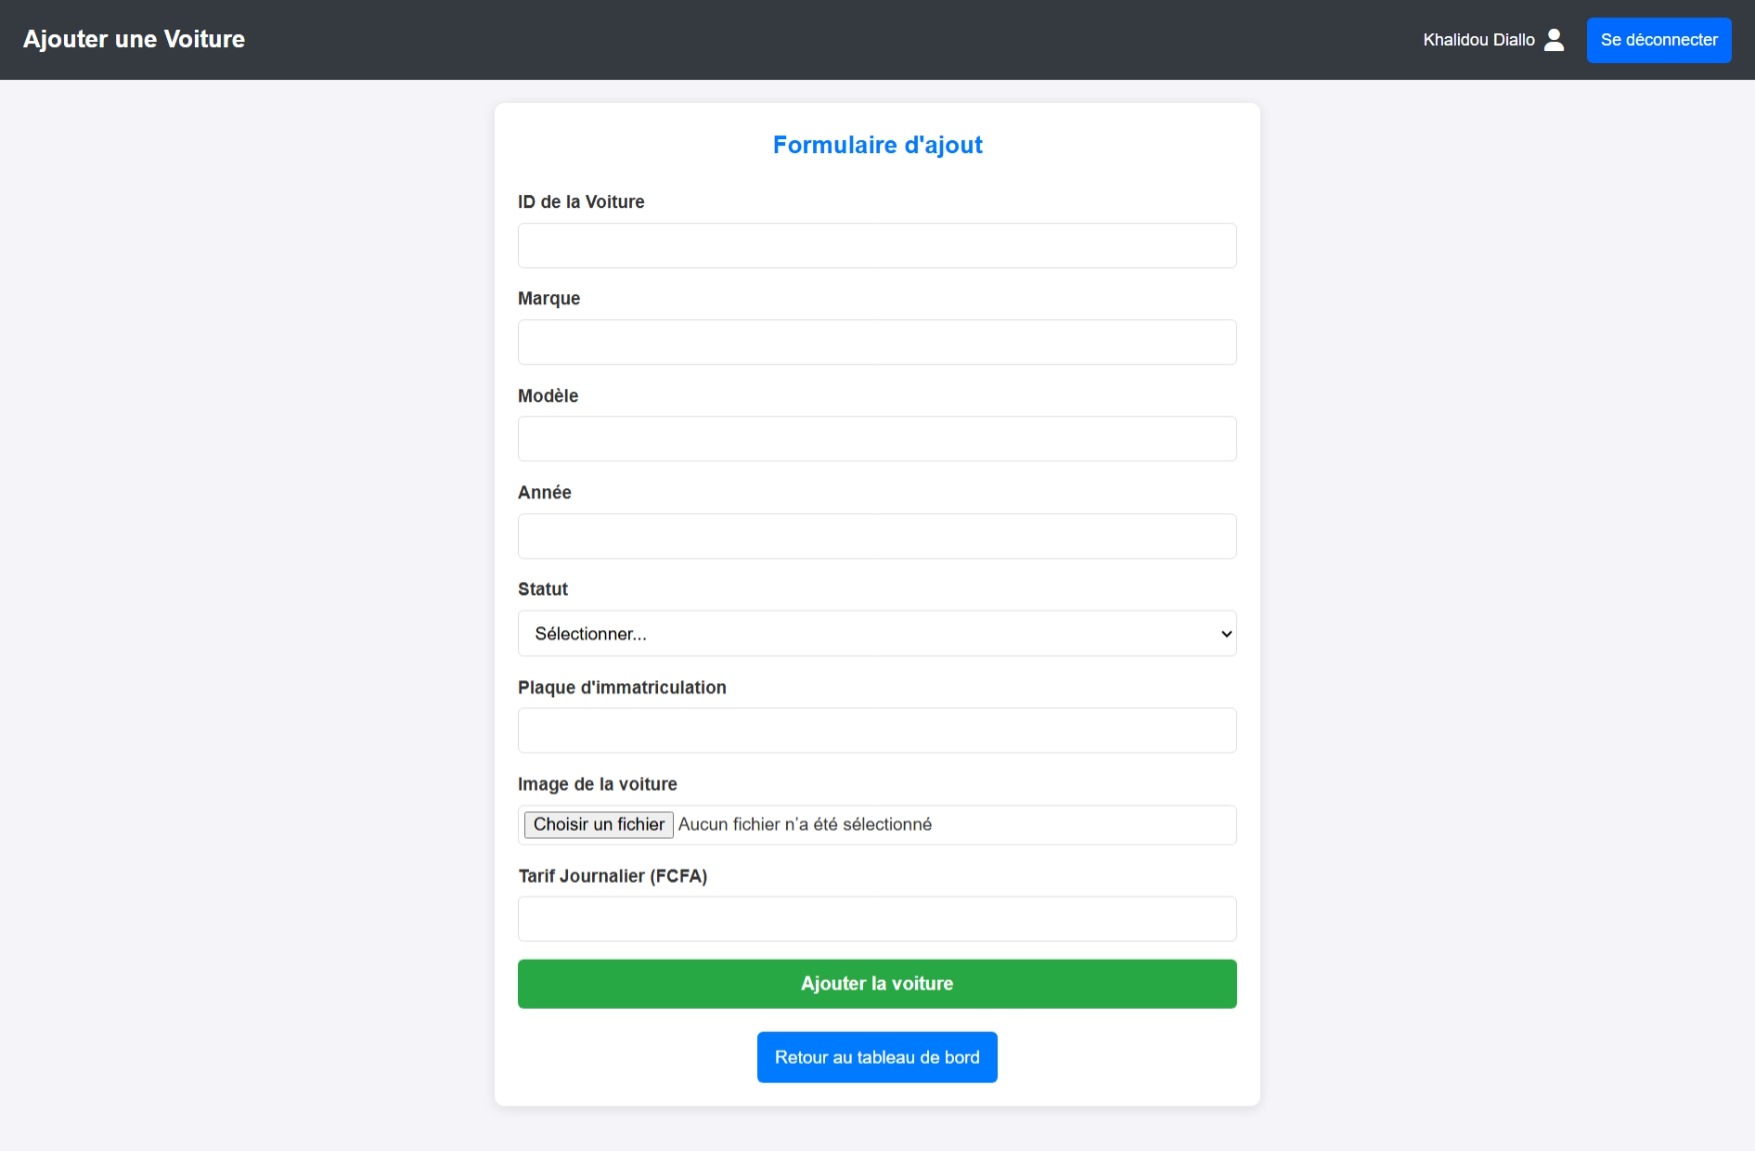 Ajouter une Voiture
Khalidou Diallo
Se déconnecter
Formulaire d'ajout
ID de la Voiture
Marque
Modèle
Année
Statut
Sélectionner...
Plaque d'immatriculation
Image de la voiture
Choisir un fichier Aucun fichier n’a été sélectionné
Tarif Journalier (FCFA)
Ajouter la voiture
Retour au tableau de bord